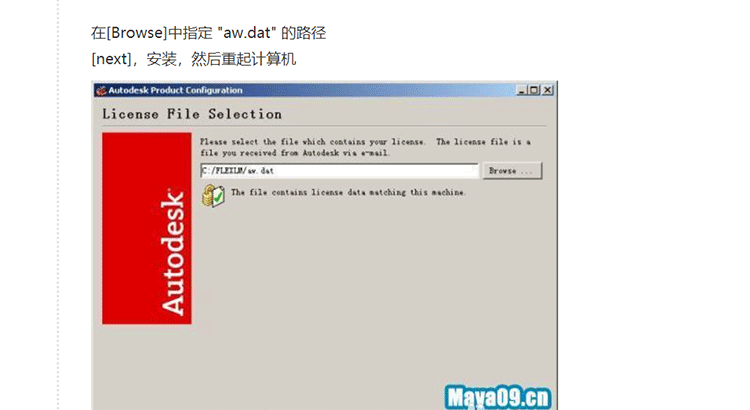 在[Browse]中指定 "aw.dat" 的路径
[next]，安装，然后重起计算机
Autodesk Product Configuration
License File Selection
Please select the file which contains your license. The license file is a
file you received from Autodesk via e-mail.
C:/FLEXLM/aw.dat
Browse ...
The file contains license data matching this machine.
Autodesk
Maya09.cn